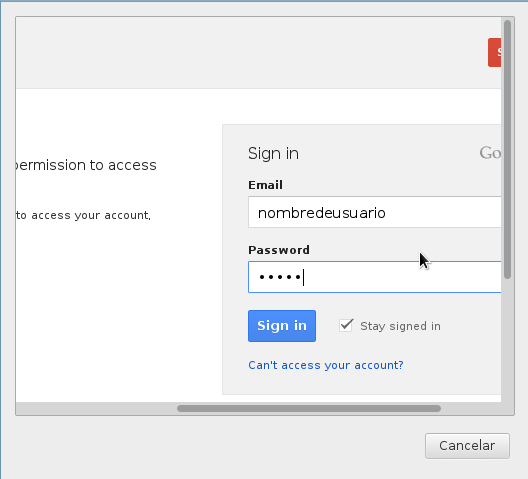 Sign in
Go
ermission to access
Email
to access your account,
nombredeusuario
Password
•••••
Sign in
Stay signed in
Can't access your account?
Cancelar